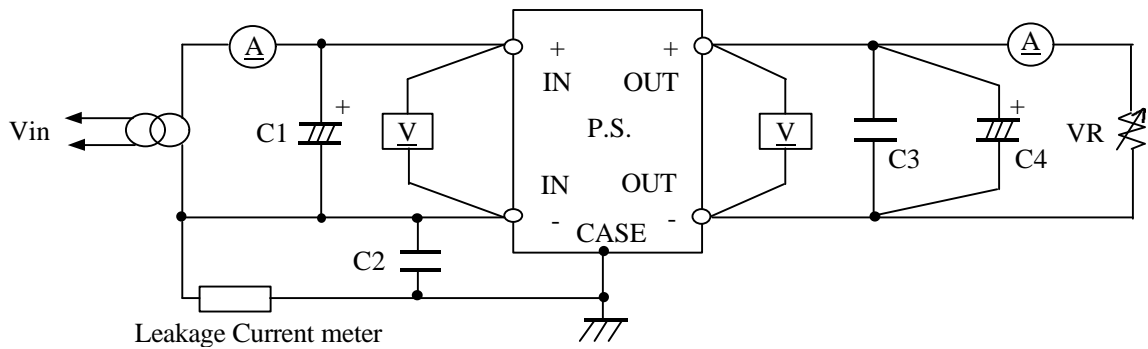 A
+
+
A
IN
OUT
Vin
C1
+
V
P.S.
V
C3
+
C4
VR
IN
OUT
-
-
CASE
C2
Leakage Current meter